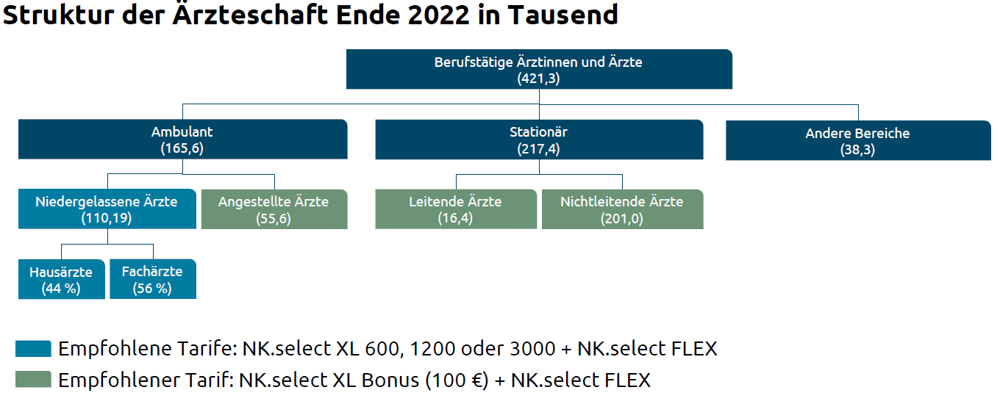 Struktur der Ärzteschaft Ende 2022 in Tausend
Berufstätige Ärztinnen und Ärzte
(421,3)
Ambulant
(165,6)
Stationär
(217,4)
Andere Bereiche
(38,3)
Niedergelassene Ärzte
(110,19)
Angestellte Ärzte
(55,6)
Leitende Ärzte
(16,4)
Nichtleitende Ärzte
(201,0)
Hausärzte
(44 %)
Fachärzte
(56 %)
Empfohlene Tarife: NK.select XL 600, 1200 oder 3000 + NK.select FLEX
Empfohlener Tarif: NK.select XL Bonus (100 €) + NK.select FLEX